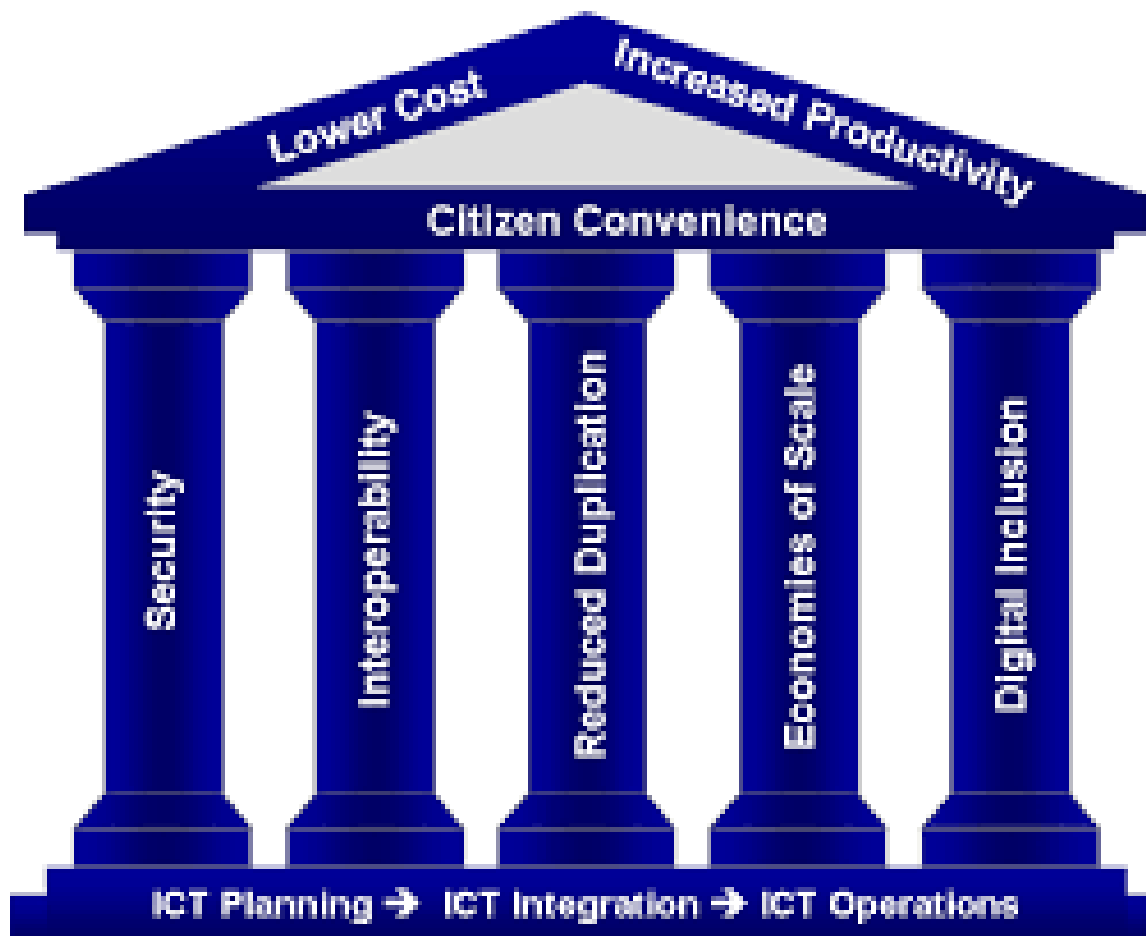 Lower Cost
Increased Productivity
Citizen Convenience
Security
Interoperability
Reduced Duplication
Economies of Scale
Digital Inclusion
ICT Planning → ICT Integration → ICT Operations